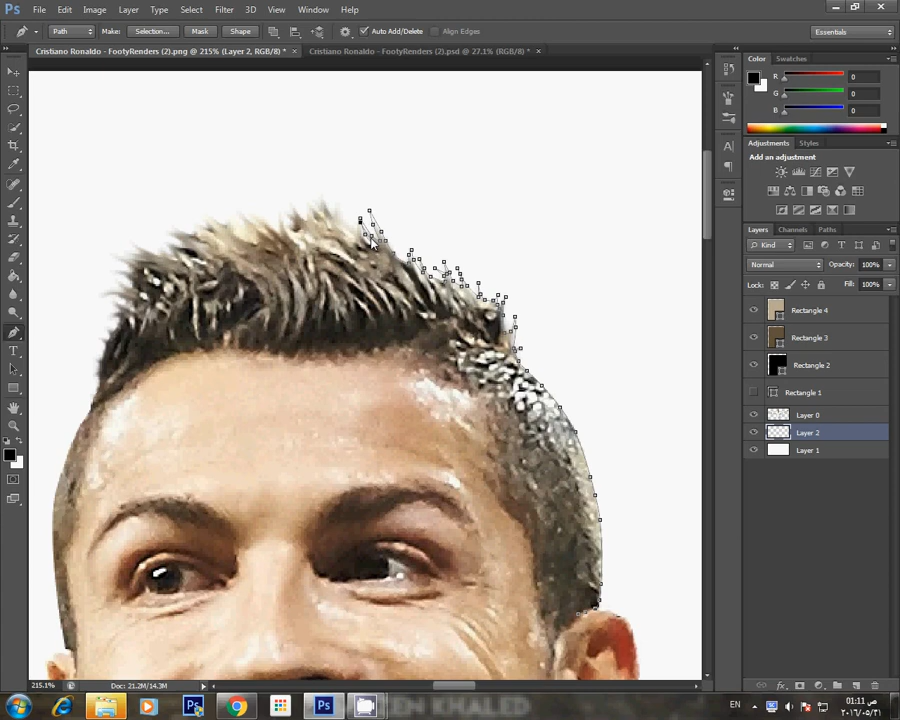 Ps File Edit Image Layer Type Select Filter 3D View Window Help
Path Make: Selection... Mask Shape Auto Add/Delete Align Edges Essentials
Cristiano Ronaldo - FootyRenders (2).png @ 215% (Layer 2, RGB/8) * × Cristiano Ronaldo - FootyRenders (2).psd @ 27.1% (RGB/8) * ×
Color Swatches
R 0
G 0
B 0
Adjustments Styles
Add an adjustment
Layers Channels Paths
Kind
Normal Opacity: 100%
Lock: Fill: 100%
Rectangle 4
Rectangle 3
Rectangle 2
Rectangle 1
Layer 0
Layer 2
Layer 1
215.1% Doc: 21.2M/14.3M
KHALED
EN 01:11 ص
٢٠١٦/٠٥/٣١